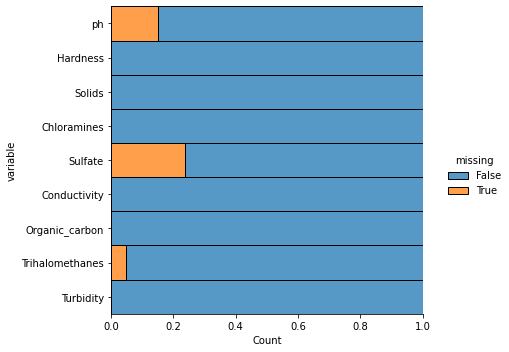 variable
ph
Hardness
Solids
Chloramines
Sulfate
Conductivity
Organic_carbon
Trihalomethanes
Turbidity
0.0 0.2 0.4 0.6 0.8 1.0
Count
missing
False
True